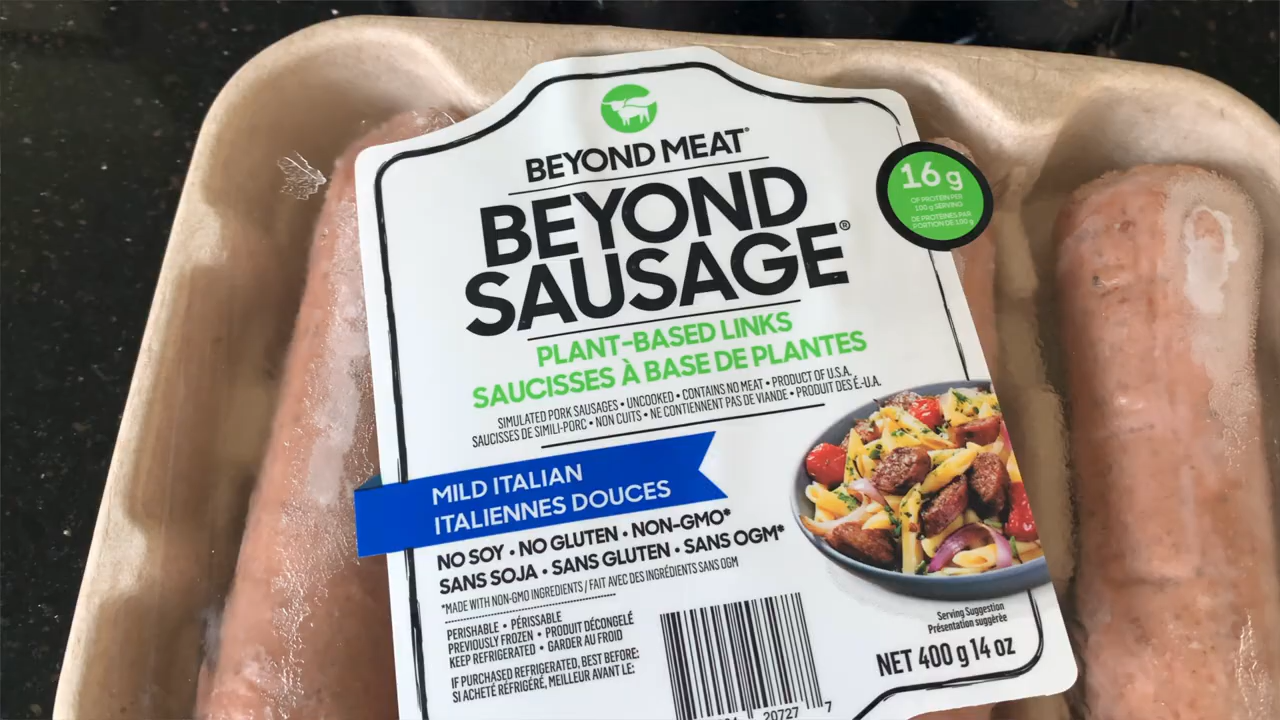 BEYOND MEAT®
BEYOND
SAUSAGE®
16 g
OF PROTEIN PER
100 g SERVING
DE PROTÉINES PAR
PORTION DE 100 g
PLANT-BASED LINKS
SAUCISSES À BASE DE PLANTES
SIMULATED PORK SAUSAGES • UNCOOKED • CONTAINS NO MEAT • PRODUCT OF U.S.A.
SAUCISSES DE SIMILI-PORC • NON CUITS • NE CONTIENNENT PAS DE VIANDE • PRODUIT DES É.-U.A.
MILD ITALIAN
ITALIENNES DOUCES
NO SOY • NO GLUTEN • NON-GMO*
SANS SOJA • SANS GLUTEN • SANS OGM*
*MADE WITH NON-GMO INGREDIENTS / FAIT AVEC DES INGRÉDIENTS SANS OGM
PERISHABLE • PÉRISSABLE
PREVIOUSLY FROZEN • PRODUIT DÉCONGELÉ
KEEP REFRIGERATED • GARDER AU FROID
IF PURCHASED REFRIGERATED, BEST BEFORE:
SI ACHETÉ RÉFRIGÉRÉ, MEILLEUR AVANT LE:
Serving Suggestion
Présentation suggérée
NET 400 g 14 oz
20727 7